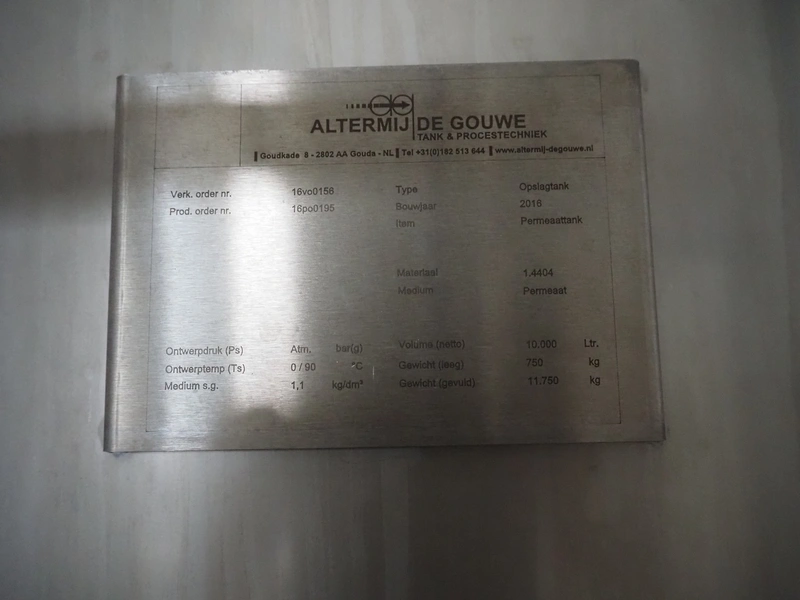 ALTERMIJ DE GOUWE
TANK & PROCESTECHNIEK
Goudkade 8 - 2802 AA Gouda - NL Tel +31(0)182 513 644 www.altermij-degouwe.nl
Verk. order nr. 16vo0156 Type Opslagtank
Prod. order nr. 16po0195 Bouwjaar 2016
Item Permeaattank
Materiaal 1.4404
Medium Permeaat
Ontwerpdruk (Ps) Atm. bar(g) Volume (netto) 10.000 Ltr.
Ontwerptemp (Ts) 0 / 90 °C Gewicht (leeg) 750 kg
Medium s.g. 1,1 kg/dm³ Gewicht (gevuld) 11.750 kg